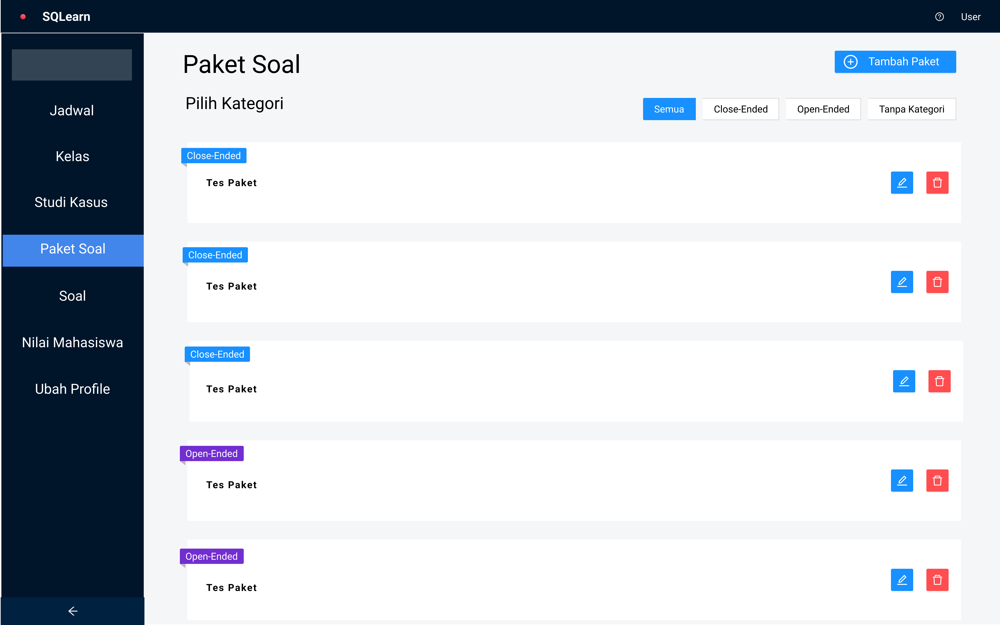 SQLearn
User
Jadwal
Kelas
Studi Kasus
Paket Soal
Soal
Nilai Mahasiswa
Ubah Profile
Paket Soal
Tambah Paket
Pilih Kategori
Semua
Close-Ended
Open-Ended
Tanpa Kategori
Close-Ended
Tes Paket
Close-Ended
Tes Paket
Close-Ended
Tes Paket
Open-Ended
Tes Paket
Open-Ended
Tes Paket